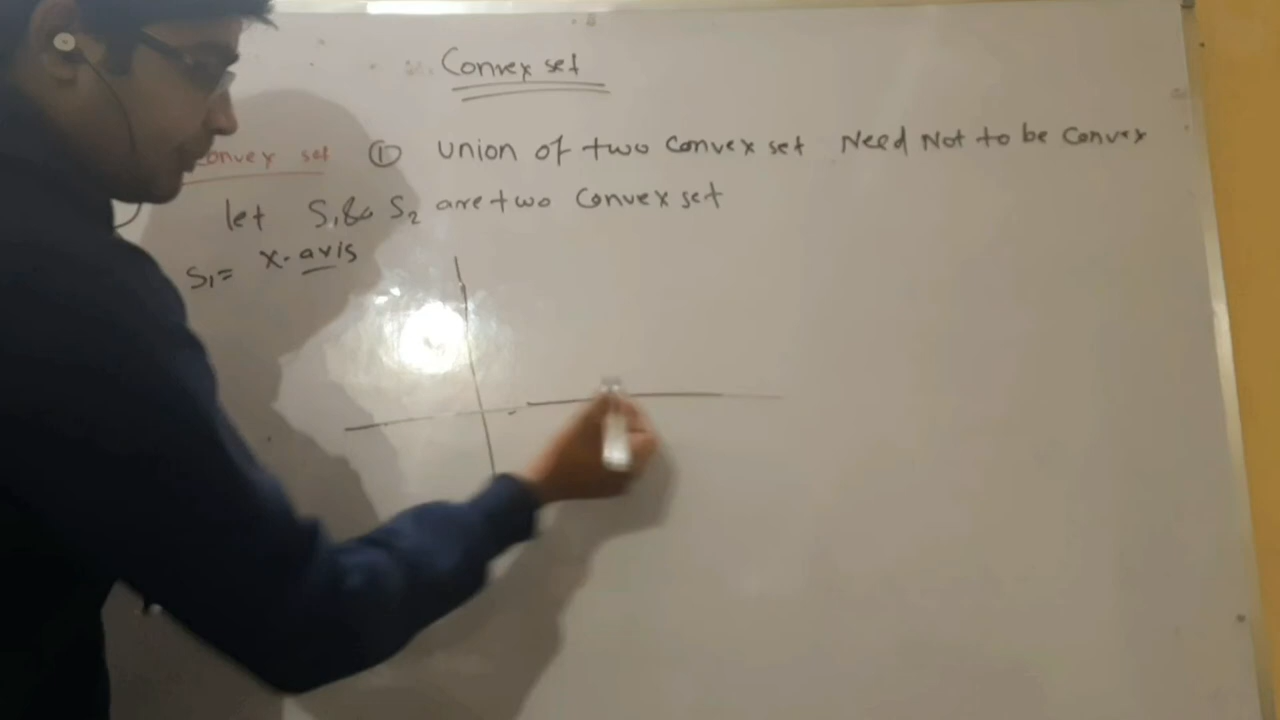 Convex set
Convex set ① union of two convex set Need Not to be Convex
let S₁ & S₂ are two Convex set
S₁ = x-axis